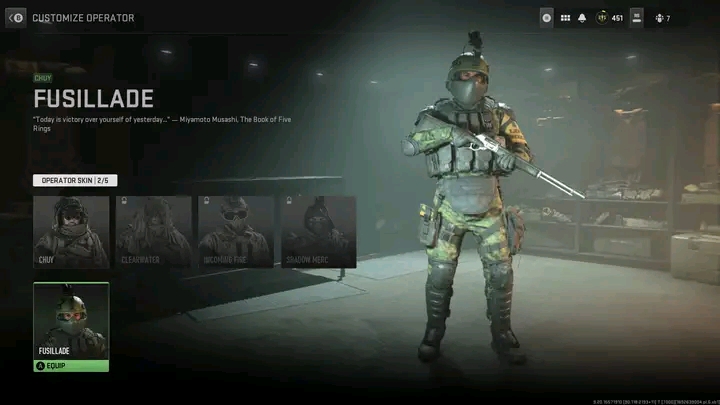 B CUSTOMIZE OPERATOR
451
7
CHUY
FUSILLADE
"Today is victory over yourself of yesterday..." — Miyamoto Musashi, The Book of Five
Rings
OPERATOR SKIN | 2/5
CHUY
CLEARWATER
INCOMING FIRE
SHADOW MERC
FUSILLADE
A EQUIP